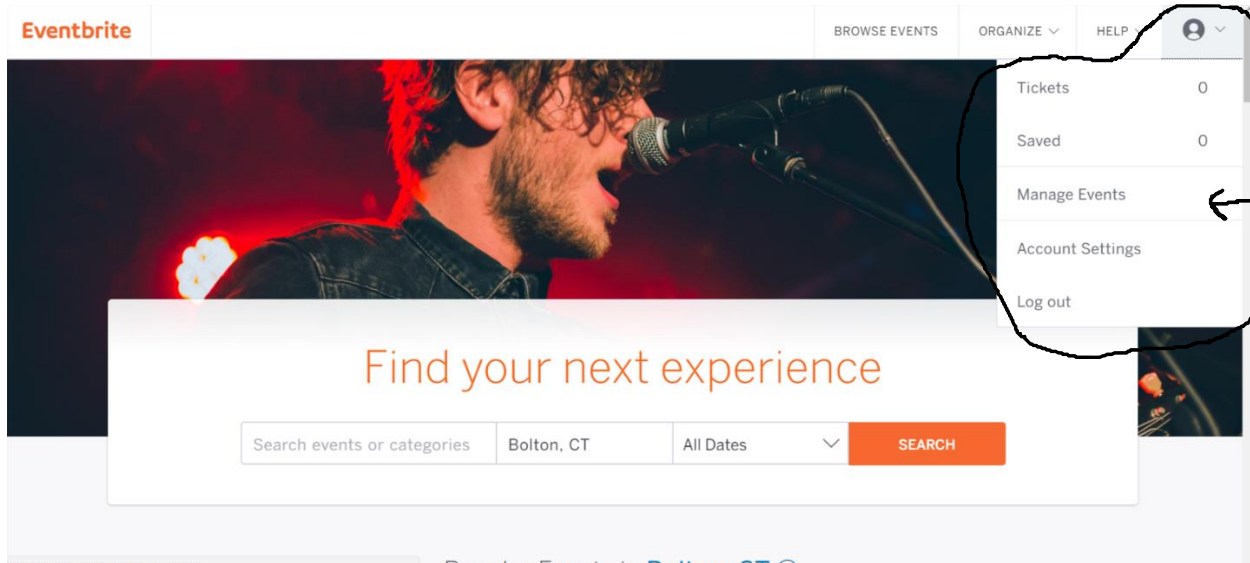 Eventbrite
BROWSE EVENTS
ORGANIZE
HELP
Tickets 0
Saved 0
Manage Events
Account Settings
Log out
Find your next experience
Search events or categories
Bolton, CT
All Dates
SEARCH